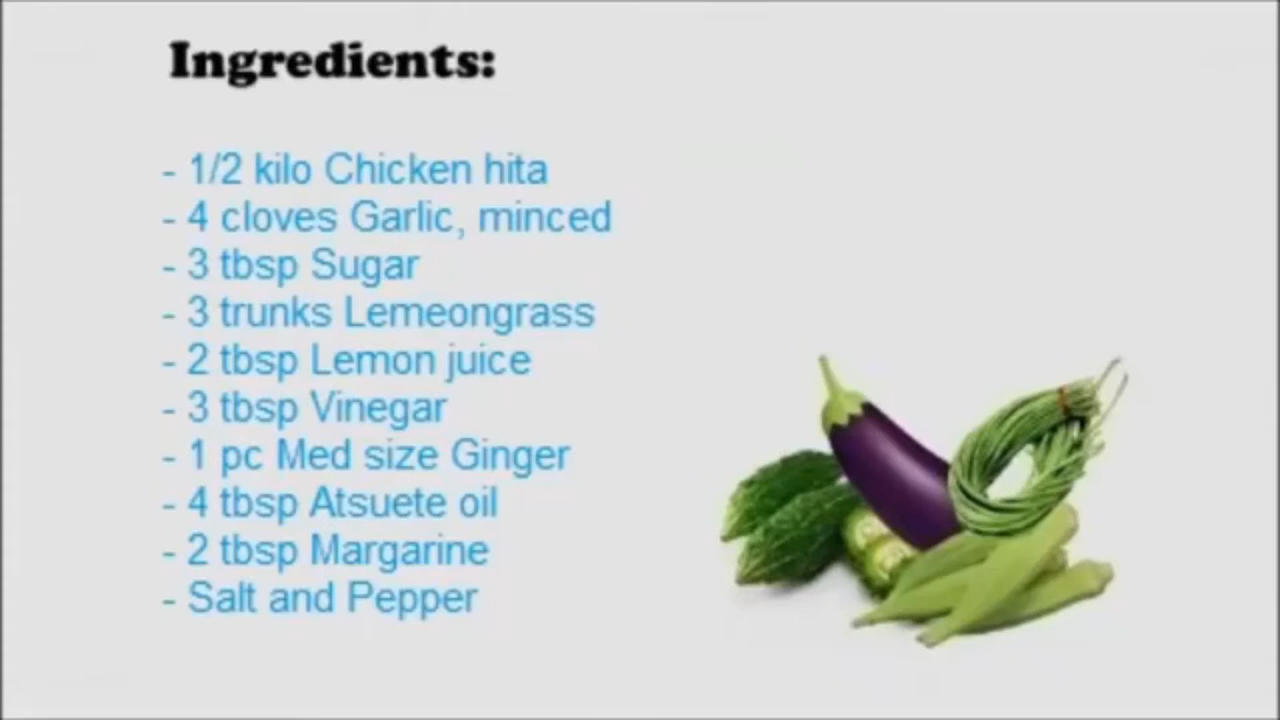 Ingredients:
- 1/2 kilo Chicken hita
- 4 cloves Garlic, minced
- 3 tbsp Sugar
- 3 trunks Lemeongrass
- 2 tbsp Lemon juice
- 3 tbsp Vinegar
- 1 pc Med size Ginger
- 4 tbsp Atsuete oil
- 2 tbsp Margarine
- Salt and Pepper